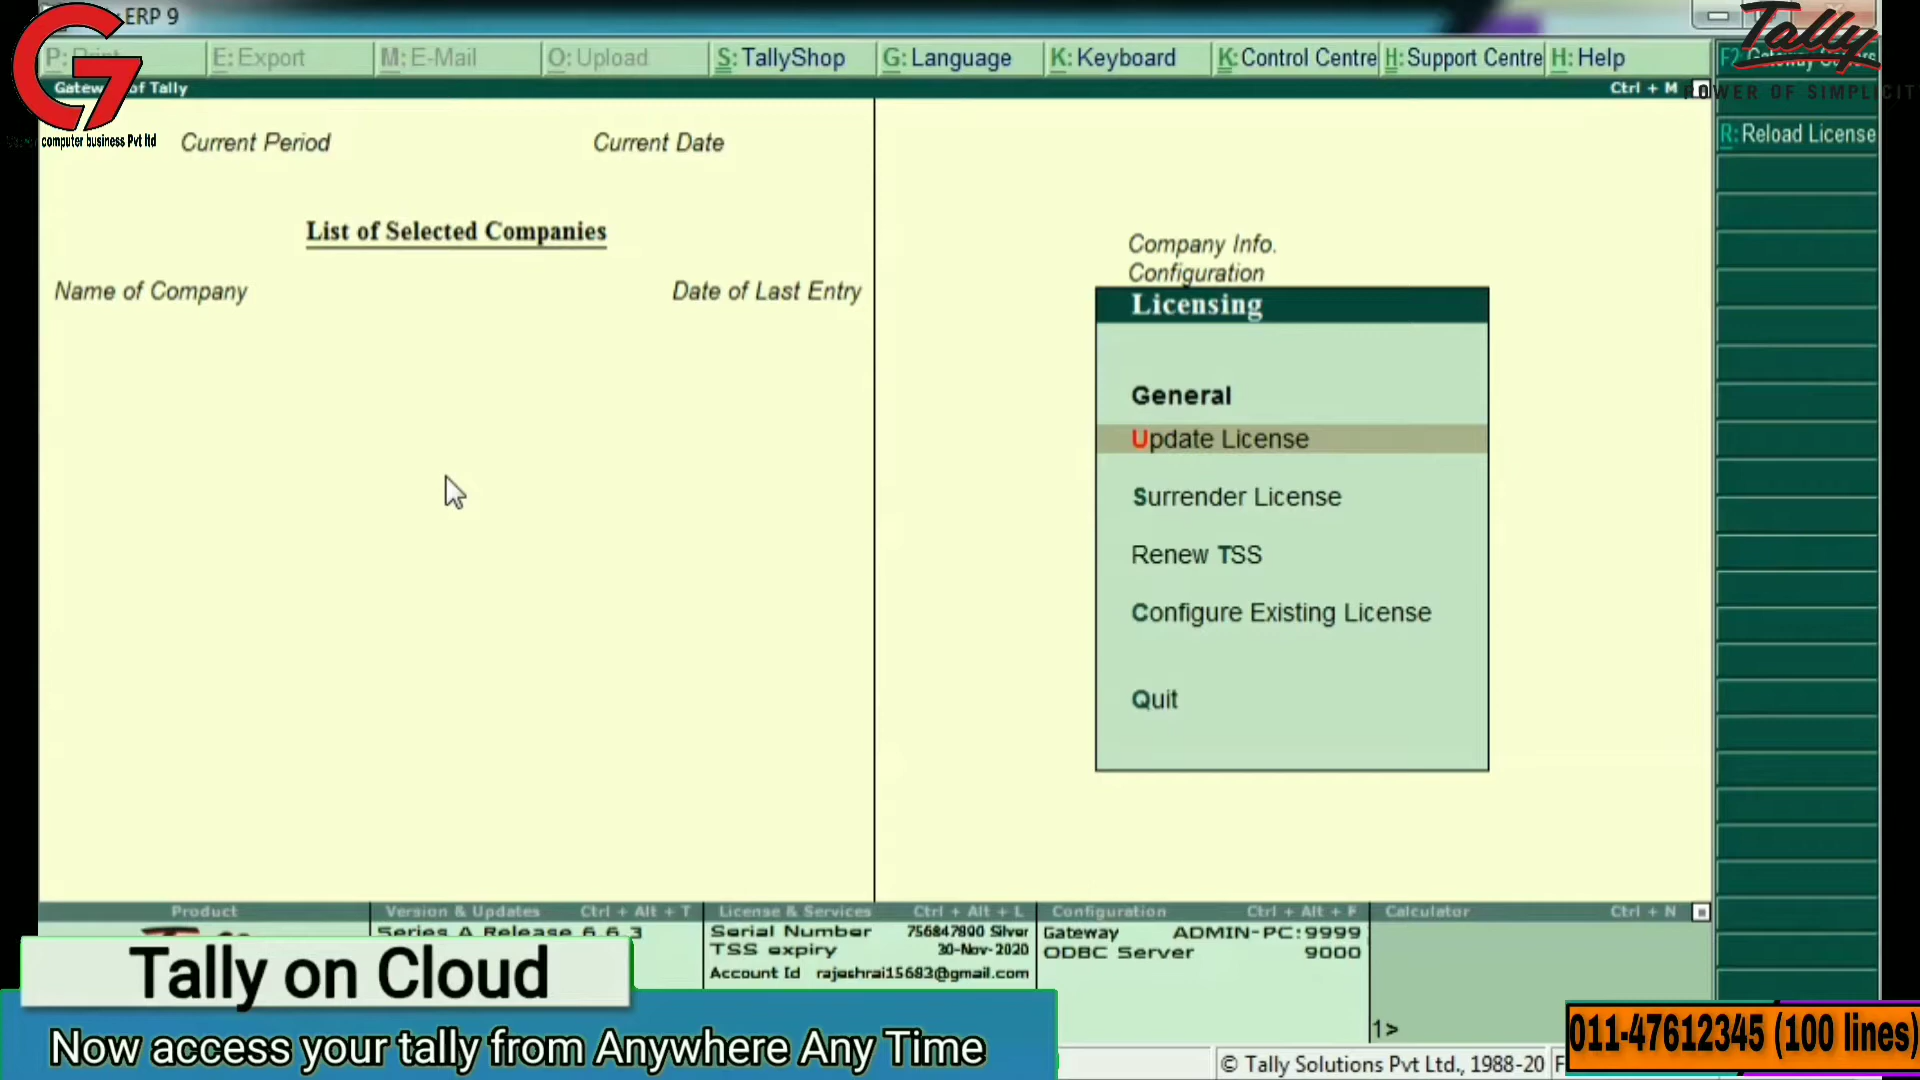 ERP 9
P: Print E: Export M: E-Mail O: Upload S: TallyShop G: Language K: Keyboard K: Control Centre H: Support Centre H: Help
Tally
POWER OF SIMPLICIT
Gateway of Tally Ctrl + M
R: Reload License
G7
computer business Pvt ltd
Current Period Current Date
List of Selected Companies
Name of Company Date of Last Entry
Company Info.
Configuration
Licensing
General
Update License
Surrender License
Renew TSS
Configure Existing License
Quit
Product
Version & Updates Ctrl + Alt + T
Series A Release 6.6.3
License & Services Ctrl + Alt + L
Serial Number 756847890 Silver
TSS expiry 30-Nov-2020
Account Id rajeshrai15683@gmail.com
Configuration Ctrl + Alt + F
Gateway ADMIN-PC:9999
ODBC Server 9000
Calculator Ctrl + N
1>
Tally on Cloud
Now access your tally from Anywhere Any Time
© Tally Solutions Pvt Ltd., 1988-20
011-47612345 (100 lines)